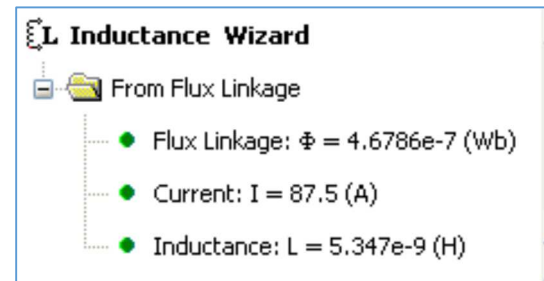 L Inductance Wizard
From Flux Linkage
Flux Linkage: Φ = 4.6786e-7 (Wb)
Current: I = 87.5 (A)
Inductance: L = 5.347e-9 (H)